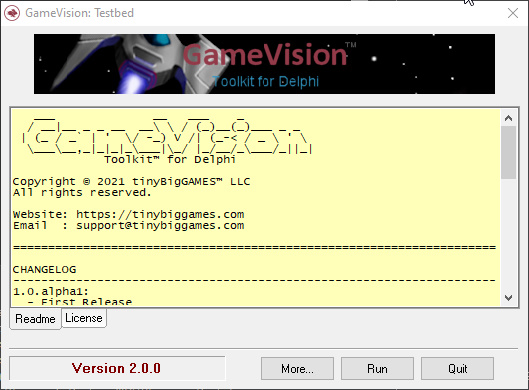 GameVision: Testbed
GameVision™
Toolkit for Delphi
GameVision
Toolkit™ for Delphi
Copyright © 2021 tinyBigGAMES™ LLC
All rights reserved.
Website: https://tinybiggames.com
Email  : support@tinybiggames.com
CHANGELOG
1.0.alpha1:
- First Release
Readme
License
Version 2.0.0
More...
Run
Quit